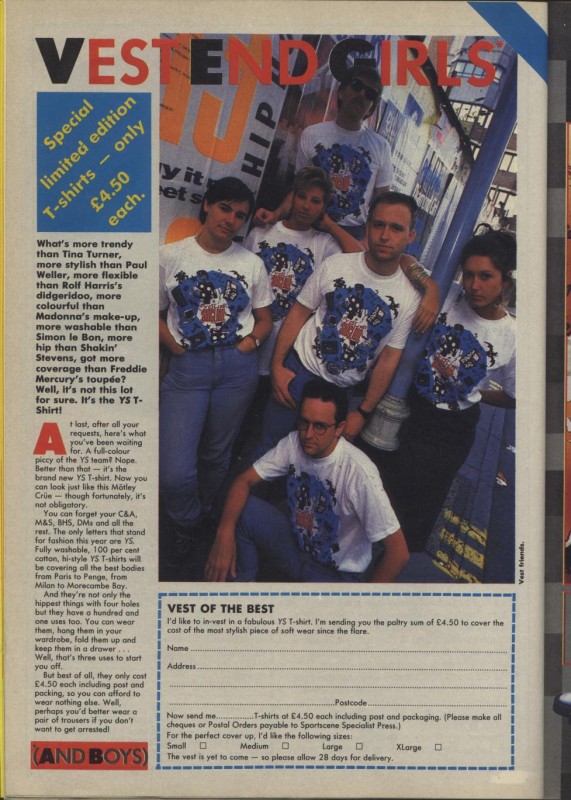 VEST END GIRLS
Special
limited edition
T-shirts — only
£4.50
each.
What's more trendy
than Tina Turner,
more stylish than Paul
Weller, more flexible
than Rolf Harris's
didgeridoo, more
colourful than
Madonna's make-up,
more washable than
Simon le Bon, more
hip than Shakin'
Stevens, got more
coverage than Freddie
Mercury's toupée?
Well, it's not this lot
for sure. It's the YS T-
Shirt!
At last, after all your
requests, here's what
you've been waiting
for. A full-colour
piccy of the YS team? Nope.
Better than that — it's the
brand new YS T-shirt. Now you
can look just like this Mötley
Crüe — though fortunately, it's
not obligatory.
You can forget your C&A,
M&S, BHS, DMs and all the
rest. The only letters that stand
for fashion this year are YS.
Fully washable, 100 per cent
cotton, hi-style YS T-shirts will
be covering all the best bodies
from Paris to Penge, from
Milan to Morecambe Bay.
And they're not only the
hippest things with four holes
but they have a hundred and
one uses too. You can wear
them, hang them in your
wardrobe, fold them up and
keep them in a drawer . . .
Well, that's three uses to start
you off.
But best of all, they only cost
£4.50 each including post and
packing, so you can afford to
wear nothing else. Well,
perhaps you'd better wear a
pair of trousers if you don't
want to get arrested!
(AND BOYS)
HIP
Vest friends.
VEST OF THE BEST
I'd like to in-vest in a fabulous YS T-shirt. I'm sending you the paltry sum of £4.50 to cover the
cost of the most stylish piece of soft wear since the flare.
Name
Address
Postcode
Now send me............T-shirts at £4.50 each including post and packaging. (Please make all
cheques or Postal Orders payable to Sportscene Specialist Press.)
For the perfect cover up, I'd like the following sizes:
Small □ Medium □ Large □ XLarge □
The vest is yet to come — so please allow 28 days for delivery.